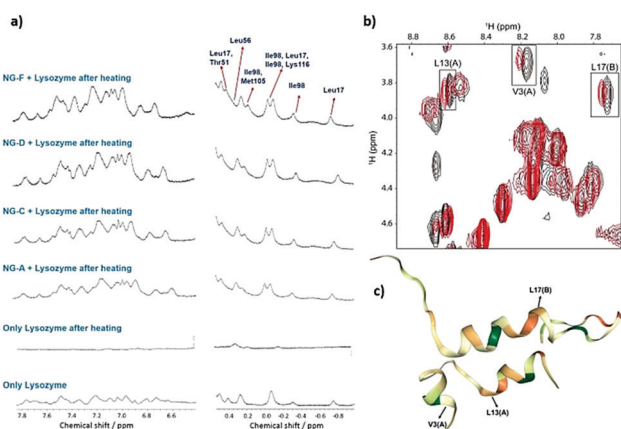 a)
NG-F + Lysozyme after heating
NG-D + Lysozyme after heating
NG-C + Lysozyme after heating
NG-A + Lysozyme after heating
Only Lysozyme after heating
Only Lysozyme
Leu17,
Thr51
Leu56
Ile98,
Met105
Ile98, Leu17,
Ile98, Lys116
Ile98
Leu17
7.8 7.6 7.4 7.2 7.0 6.8 6.6
Chemical shift / ppm
0.4 0.2 0.0 -0.2 -0.4 -0.6 -0.8
Chemical shift / ppm
b)
¹H (ppm)
8.8 8.6 8.4 8.2 8.0 7.8
3.6
3.8
4.0
4.2
4.4
4.6
¹H (ppm)
L13(A)
V3(A)
L17(B)
c)
L17(B)
V3(A)
L13(A)